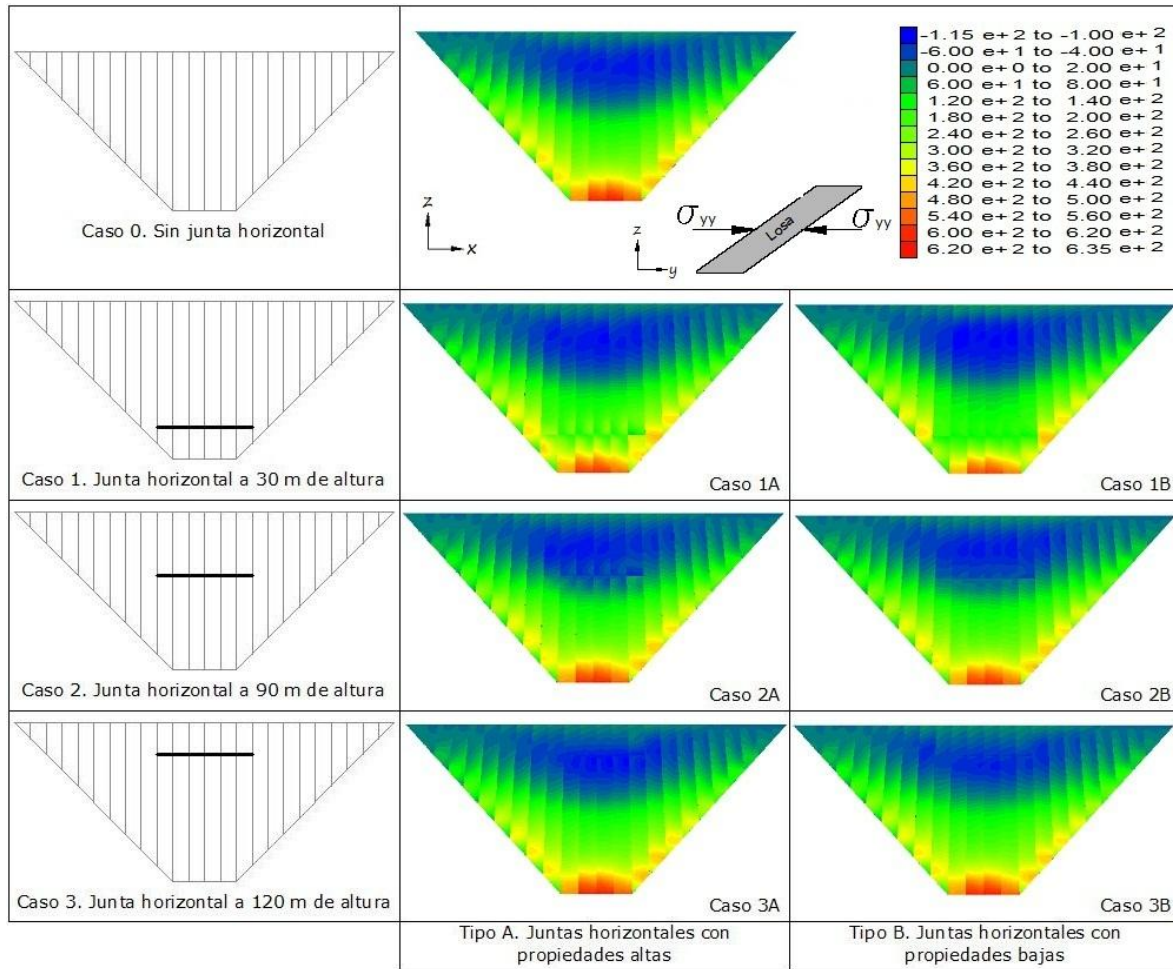 Caso 0. Sin junta horizontal
z
x
σyy
Losa
σyy
z
y
-1.15 e+2 to -1.00 e+2
-6.00 e+1 to -4.00 e+1
0.00 e+0 to 2.00 e+1
6.00 e+1 to 8.00 e+1
1.20 e+2 to 1.40 e+2
1.80 e+2 to 2.00 e+2
2.40 e+2 to 2.60 e+2
3.00 e+2 to 3.20 e+2
3.60 e+2 to 3.80 e+2
4.20 e+2 to 4.40 e+2
4.80 e+2 to 5.00 e+2
5.40 e+2 to 5.60 e+2
6.00 e+2 to 6.20 e+2
6.20 e+2 to 6.35 e+2
Caso 1. Junta horizontal a 30 m de altura
Caso 1A
Caso 1B
Caso 2. Junta horizontal a 90 m de altura
Caso 2A
Caso 2B
Caso 3. Junta horizontal a 120 m de altura
Caso 3A
Caso 3B
Tipo A. Juntas horizontales con
propiedades altas
Tipo B. Juntas horizontales con
propiedades bajas